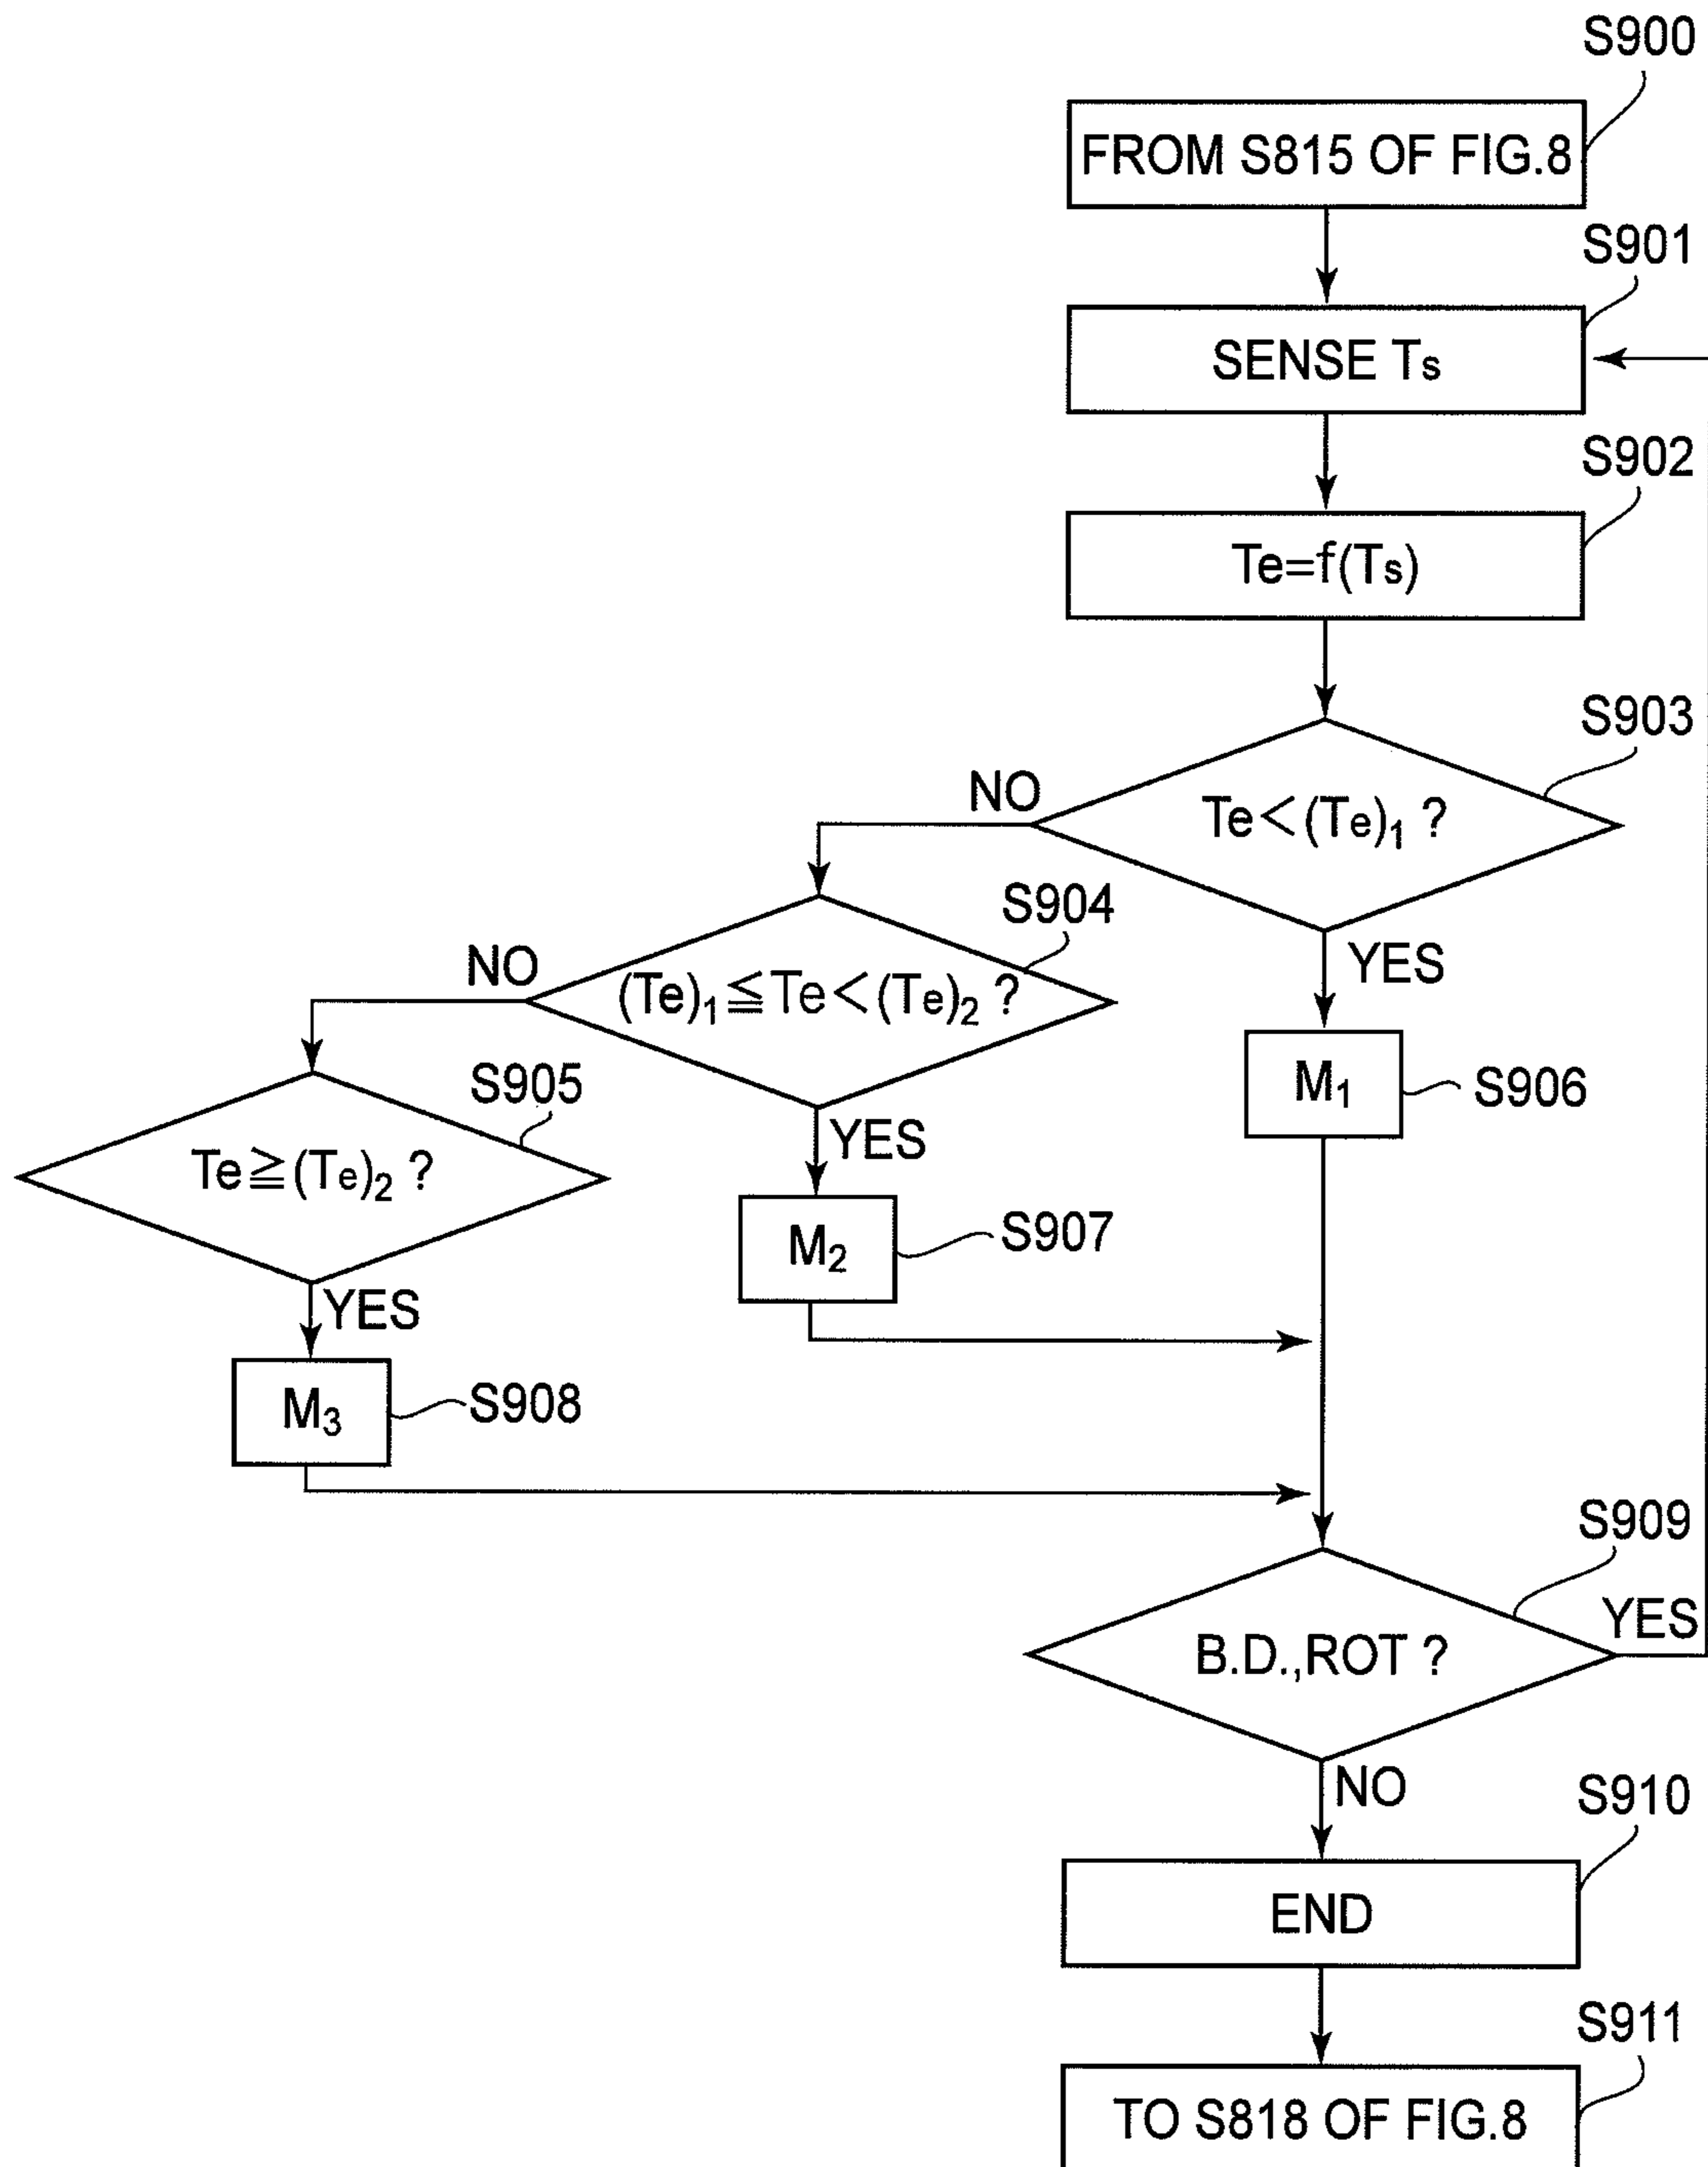 S900
FROM S815 OF FIG.8
S901
SENSE Ts
S902
Te=f(Ts)
S903
Te<(Te)₁ ?
NO
YES
S904
(Te)₁≦Te<(Te)₂ ?
NO
YES
S905
Te≧(Te)₂ ?
YES
M₁
S906
M₂
S907
M₃
S908
S909
B.D.,ROT ?
YES
NO
S910
END
S911
TO S818 OF FIG.8